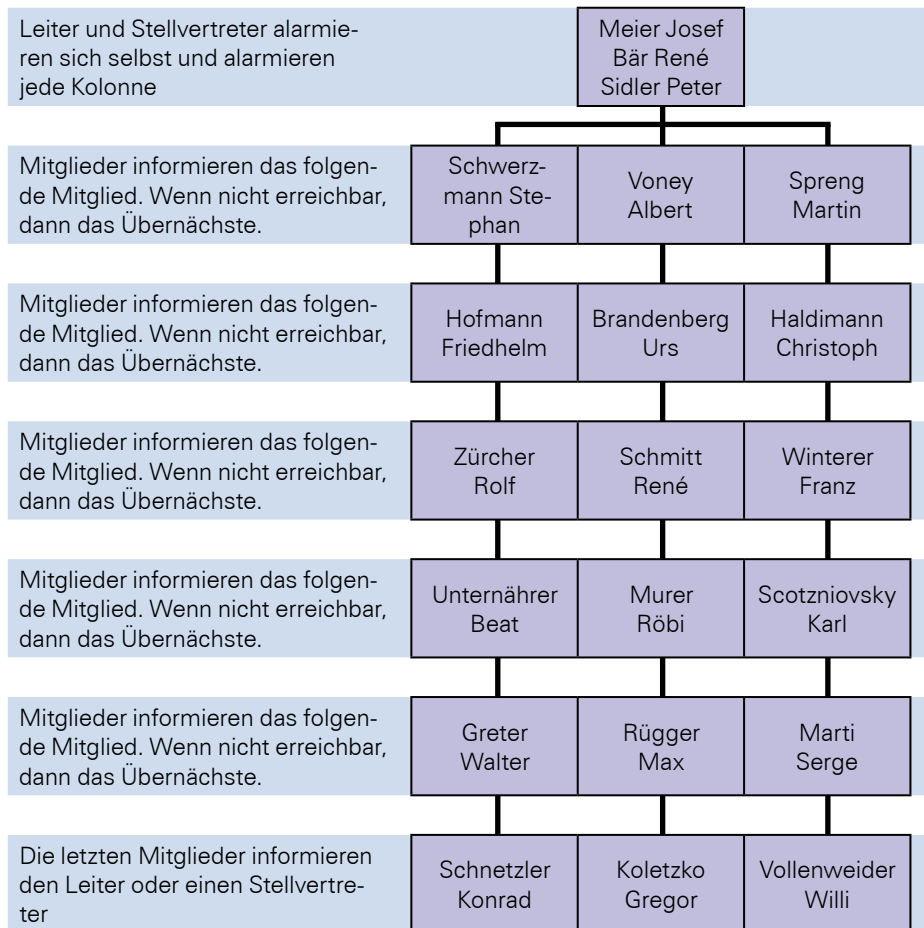 Leiter und Stellvertreter alarmie-
ren sich selbst und alarmieren
jede Kolonne
Meier Josef
Bär René
Sidler Peter
Mitglieder informieren das folgen-
de Mitglied. Wenn nicht erreichbar,
dann das Übernächste.
Schwerz-
mann Ste-
phan
Voney
Albert
Spreng
Martin
Mitglieder informieren das folgen-
de Mitglied. Wenn nicht erreichbar,
dann das Übernächste.
Hofmann
Friedhelm
Brandenberg
Urs
Haldimann
Christoph
Mitglieder informieren das folgen-
de Mitglied. Wenn nicht erreichbar,
dann das Übernächste.
Zürcher
Rolf
Schmitt
René
Winterer
Franz
Mitglieder informieren das folgen-
de Mitglied. Wenn nicht erreichbar,
dann das Übernächste.
Unternährer
Beat
Murer
Röbi
Scotzniovsky
Karl
Mitglieder informieren das folgen-
de Mitglied. Wenn nicht erreichbar,
dann das Übernächste.
Greter
Walter
Rügger
Max
Marti
Serge
Die letzten Mitglieder informieren
den Leiter oder einen Stellvertre-
ter
Schnetzler
Konrad
Koletzko
Gregor
Vollenweider
Willi